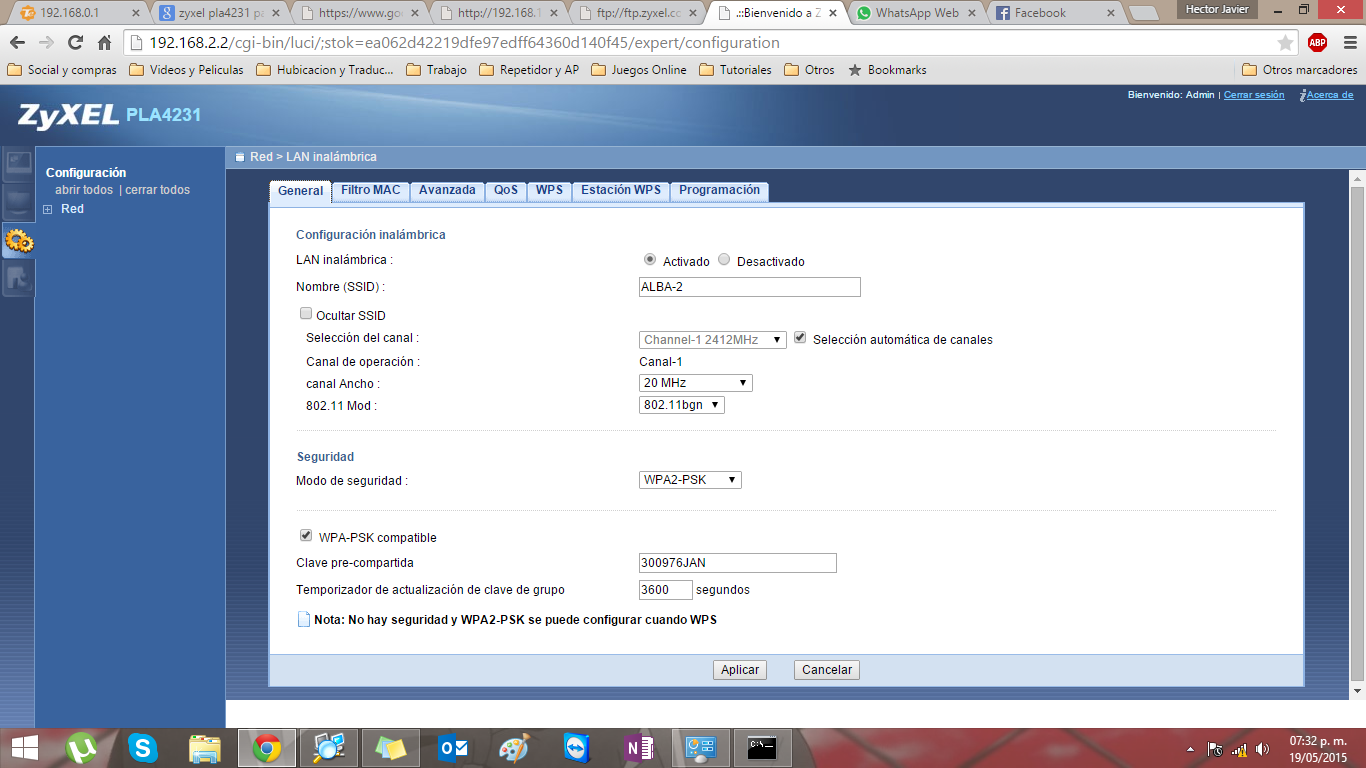 192.168.0.1
zyxel pla4231 pa
https://www.goo
http://192.168.1
ftp://ftp.zyxel.cc
.::Bienvenido a Z
WhatsApp Web
Facebook
Hector Javier
192.168.2.2/cgi-bin/luci/;stok=ea062d42219dfe97edff64360d140f45/expert/configuration
ABP
Social y compras
Videos y Peliculas
Hubicacion y Traduc...
Trabajo
Repetidor y AP
Juegos Online
Tutoriales
Otros
Bookmarks
Otros marcadores
ZyXEL PLA4231
Bienvenido: Admin | Cerrar sesión
Acerca de
Configuración
abrir todos | cerrar todos
Red
Red > LAN inalámbrica
General
Filtro MAC
Avanzada
QoS
WPS
Estación WPS
Programación
Configuración inalámbrica
LAN inalámbrica : Activado Desactivado
Nombre (SSID) : ALBA-2
Ocultar SSID
Selección del canal : Channel-1 2412MHz Selección automática de canales
Canal de operación : Canal-1
canal Ancho : 20 MHz
802.11 Mod : 802.11bgn
Seguridad
Modo de seguridad : WPA2-PSK
WPA-PSK compatible
Clave pre-compartida 300976JAN
Temporizador de actualización de clave de grupo 3600 segundos
Nota: No hay seguridad y WPA2-PSK se puede configurar cuando WPS
Aplicar
Cancelar
07:32 p. m.
19/05/2015